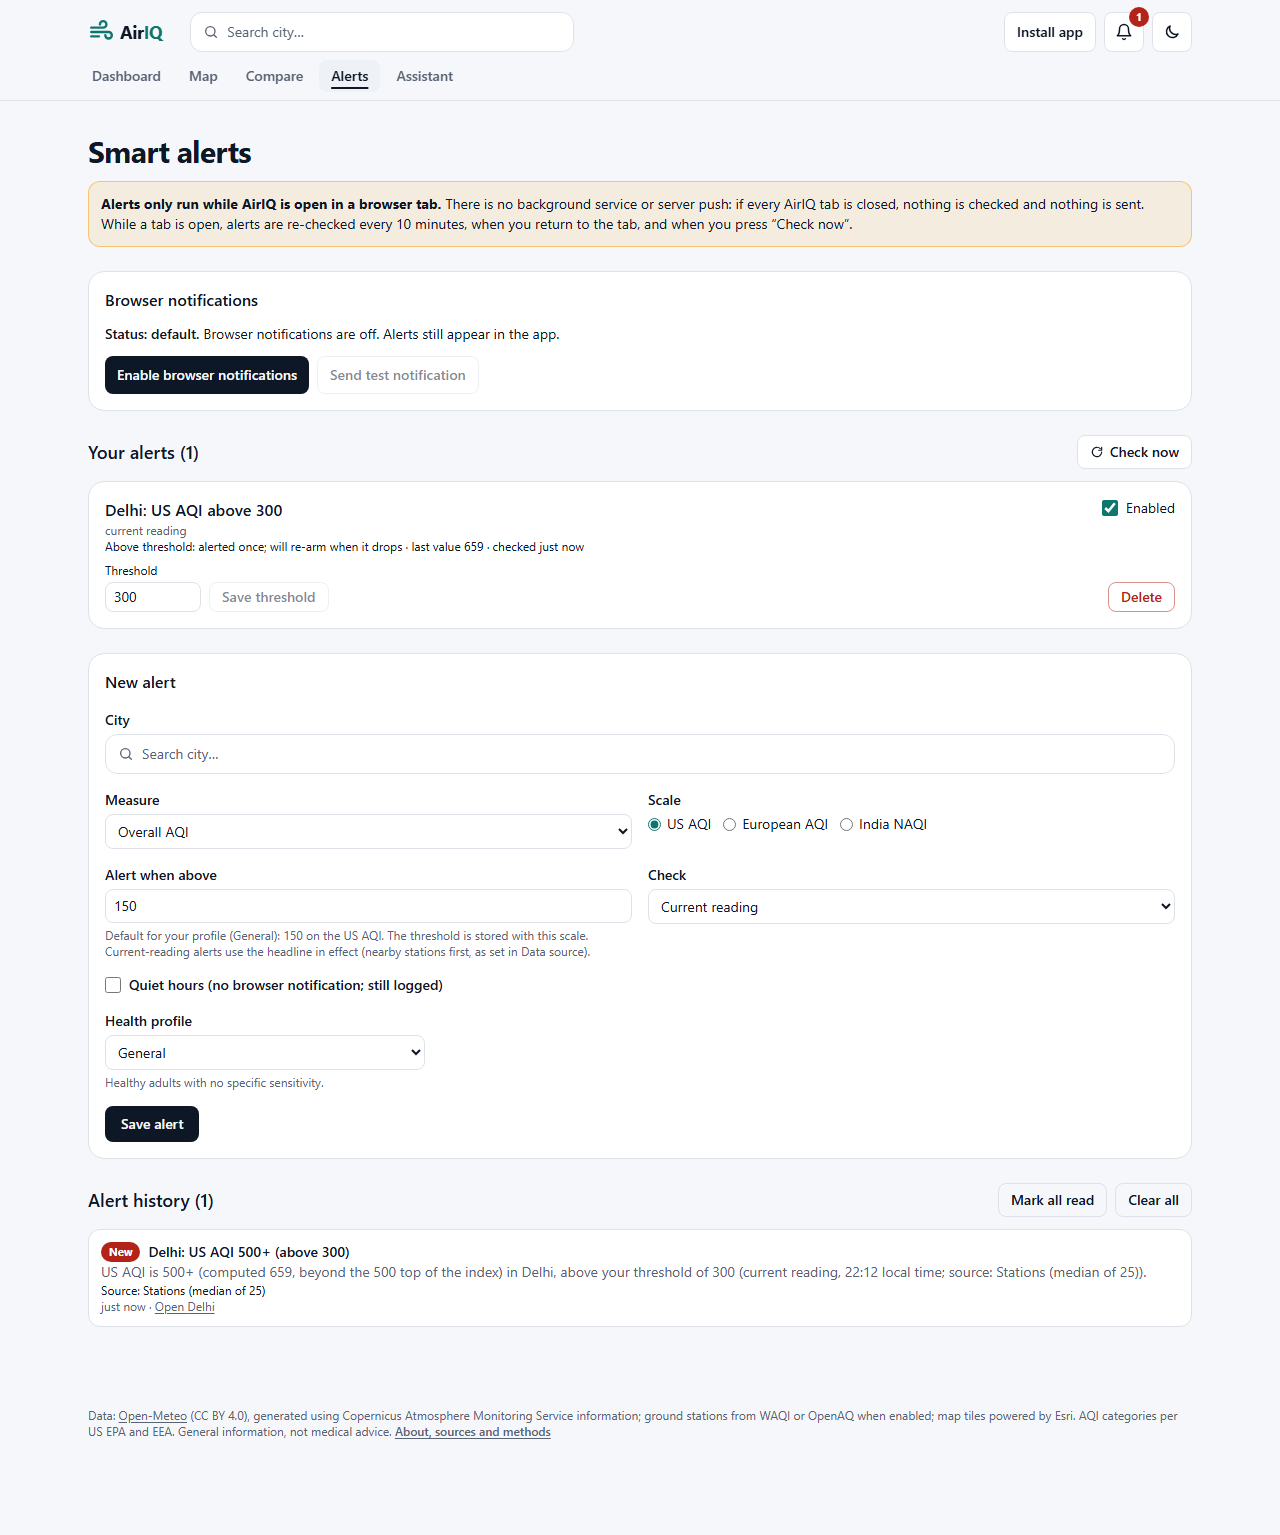 AirIQ
Search city...
Install app
1
Dashboard
Map
Compare
Alerts
Assistant
Smart alerts
Alerts only run while AirIQ is open in a browser tab. There is no background service or server push: if every AirIQ tab is closed, nothing is checked and nothing is sent.
While a tab is open, alerts are re-checked every 10 minutes, when you return to the tab, and when you press “Check now”.
Browser notifications
Status: default. Browser notifications are off. Alerts still appear in the app.
Enable browser notifications
Send test notification
Your alerts (1)
Check now
Delhi: US AQI above 300
Enabled
current reading
Above threshold: alerted once; will re-arm when it drops · last value 659 · checked just now
Threshold
300
Save threshold
Delete
New alert
City
Search city...
Measure
Scale
Overall AQI
US AQI
European AQI
India NAQI
Alert when above
Check
150
Current reading
Default for your profile (General): 150 on the US AQI. The threshold is stored with this scale.
Current-reading alerts use the headline in effect (nearby stations first, as set in Data source).
Quiet hours (no browser notification; still logged)
Health profile
General
Healthy adults with no specific sensitivity.
Save alert
Alert history (1)
Mark all read
Clear all
New
Delhi: US AQI 500+ (above 300)
US AQI is 500+ (computed 659, beyond the 500 top of the index) in Delhi, above your threshold of 300 (current reading, 22:12 local time; source: Stations (median of 25)).
Source: Stations (median of 25)
just now · Open Delhi
Data: Open-Meteo (CC BY 4.0), generated using Copernicus Atmosphere Monitoring Service information; ground stations from WAQI or OpenAQ when enabled; map tiles powered by Esri. AQI categories per
US EPA and EEA. General information, not medical advice. About, sources and methods